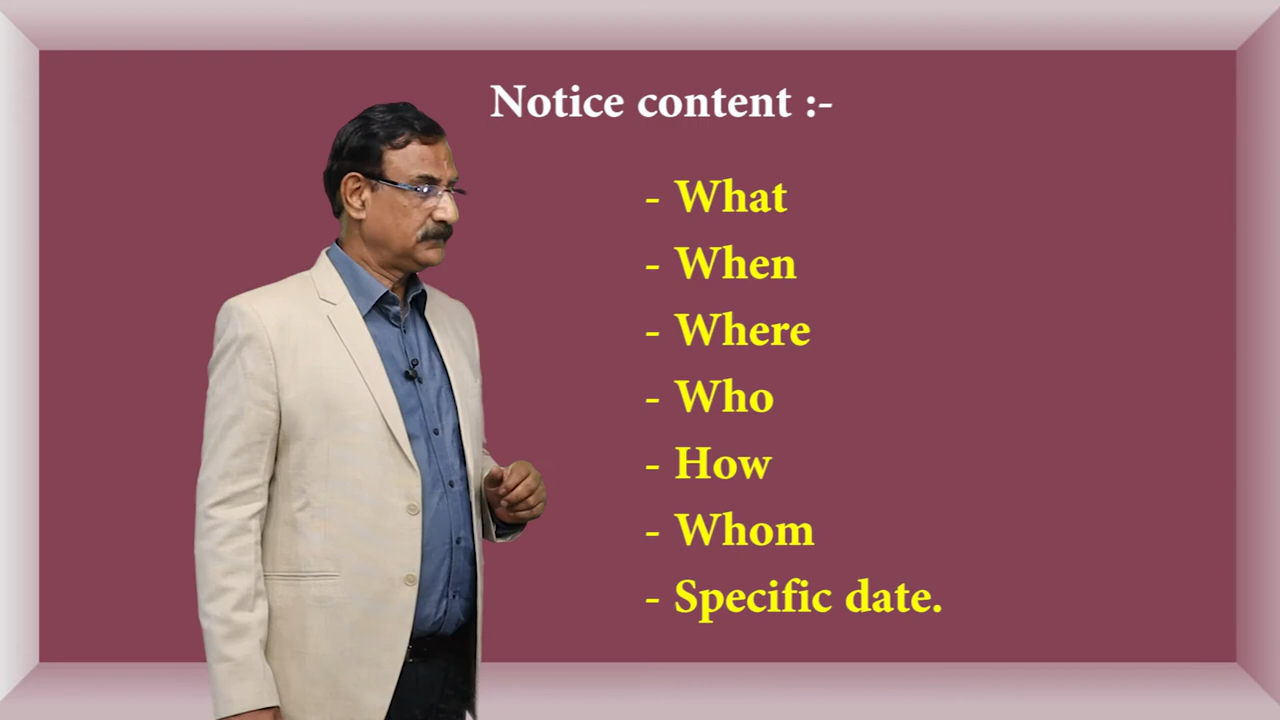 Notice content :-
- What
- When
- Where
- Who
- How
- Whom
- Specific date.